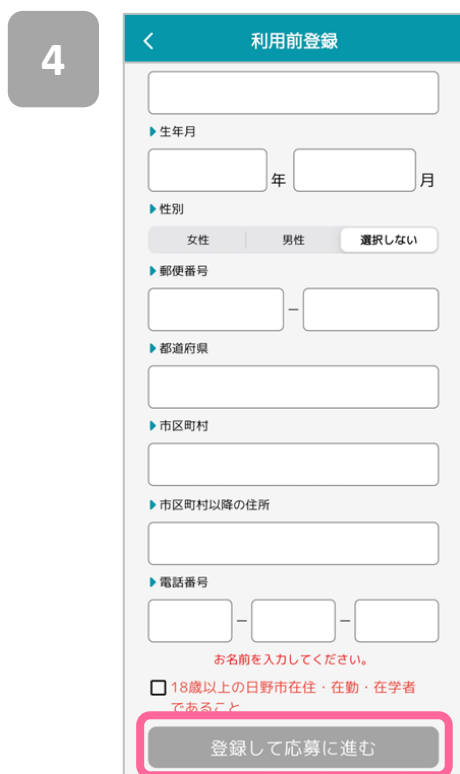 4
利用前登録
生年月
年
月
性別
女性 男性 選択しない
郵便番号
–
都道府県
市区町村
市区町村以降の住所
電話番号
– –
お名前を入力してください。
18歳以上の日野市在住・在勤・在学者
であること
登録して応募に進む